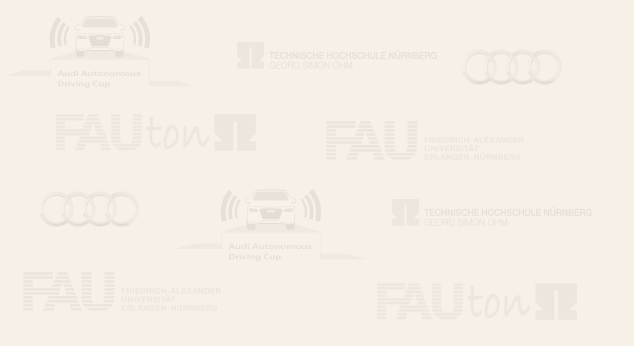 TECHNISCHE HOCHSCHULE NÜRNBERG
GEORG SIMON OHM
Audi Autonomous
Driving Cup
FAUton
FAU
FRIEDRICH-ALEXANDER
UNIVERSITÄT
ERLANGEN-NÜRNBERG
TECHNISCHE HOCHSCHULE NÜRNBERG
GEORG SIMON OHM
Audi Autonomous
Driving Cup
FAU
FRIEDRICH-ALEXANDER
UNIVERSITÄT
ERLANGEN-NÜRNBERG
FAUton